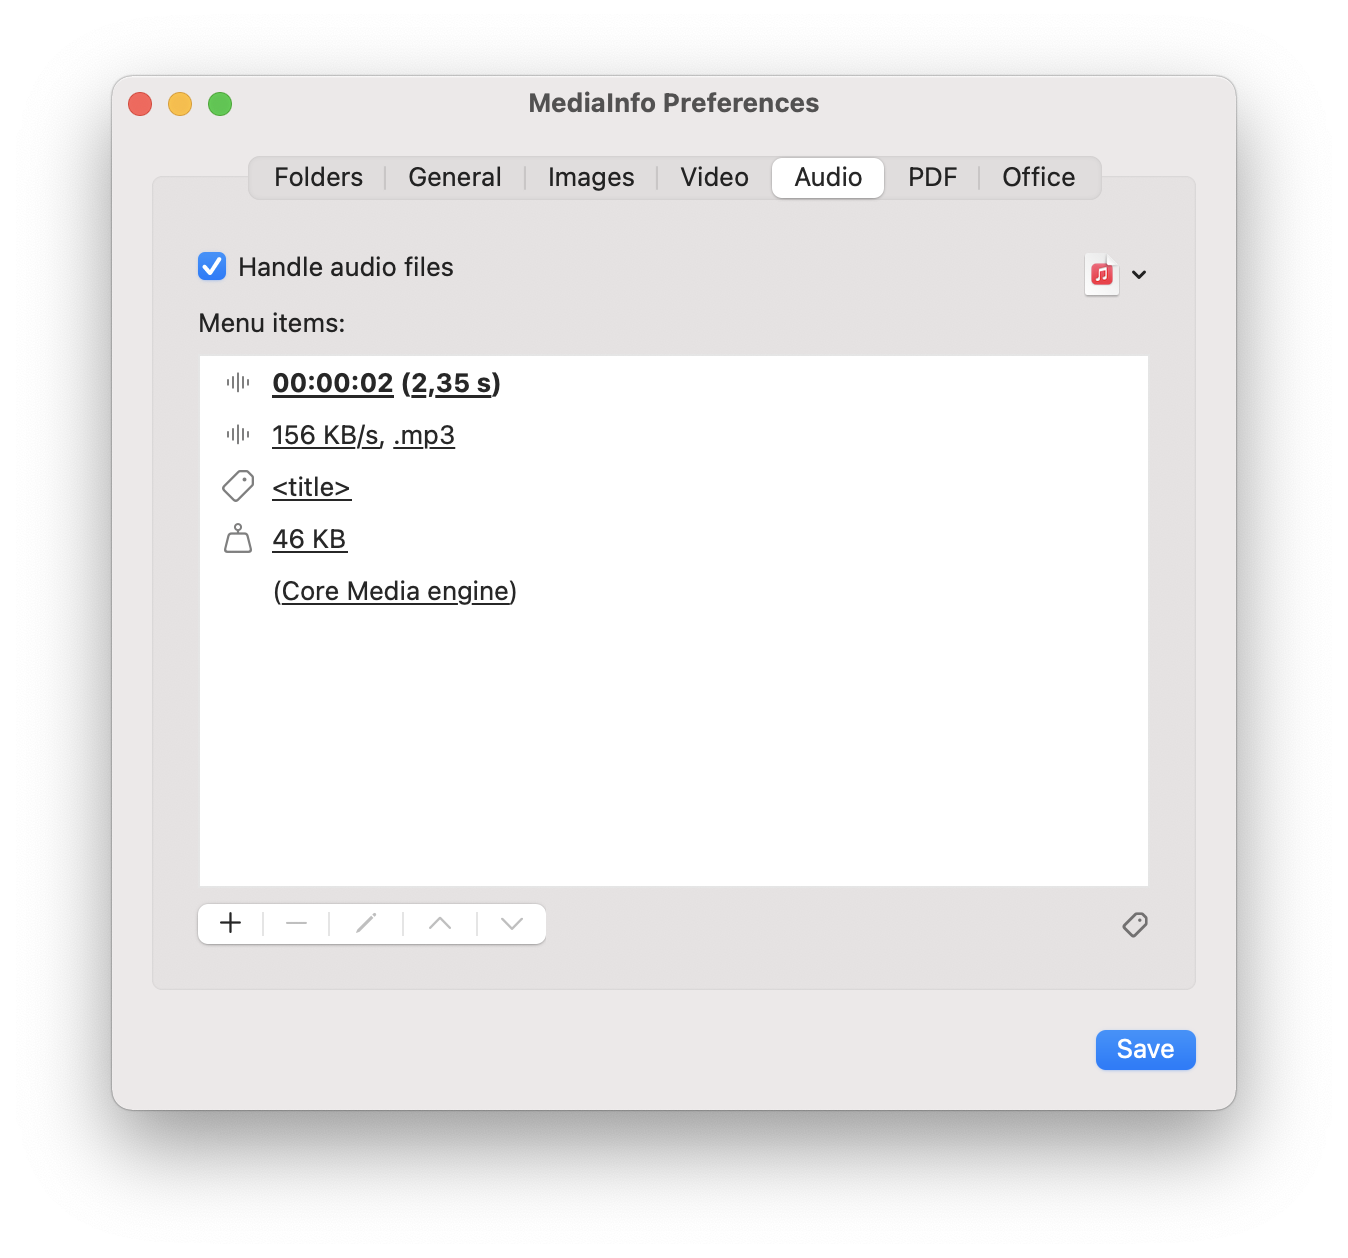 MediaInfo Preferences
Folders General Images Video Audio PDF Office
Handle audio files
Menu items:
00:00:02 (2,35 s)
156 KB/s, .mp3
<title>
46 KB
(Core Media engine)
Save